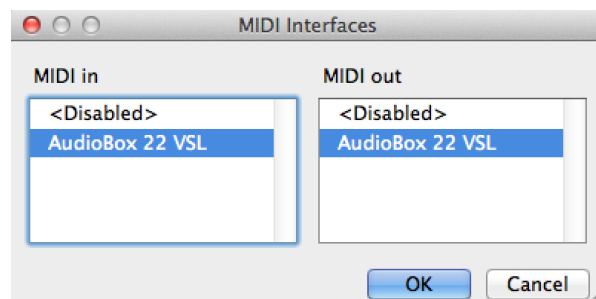 MIDI Interfaces
MIDI in
<Disabled>
AudioBox 22 VSL
MIDI out
<Disabled>
AudioBox 22 VSL
OK
Cancel